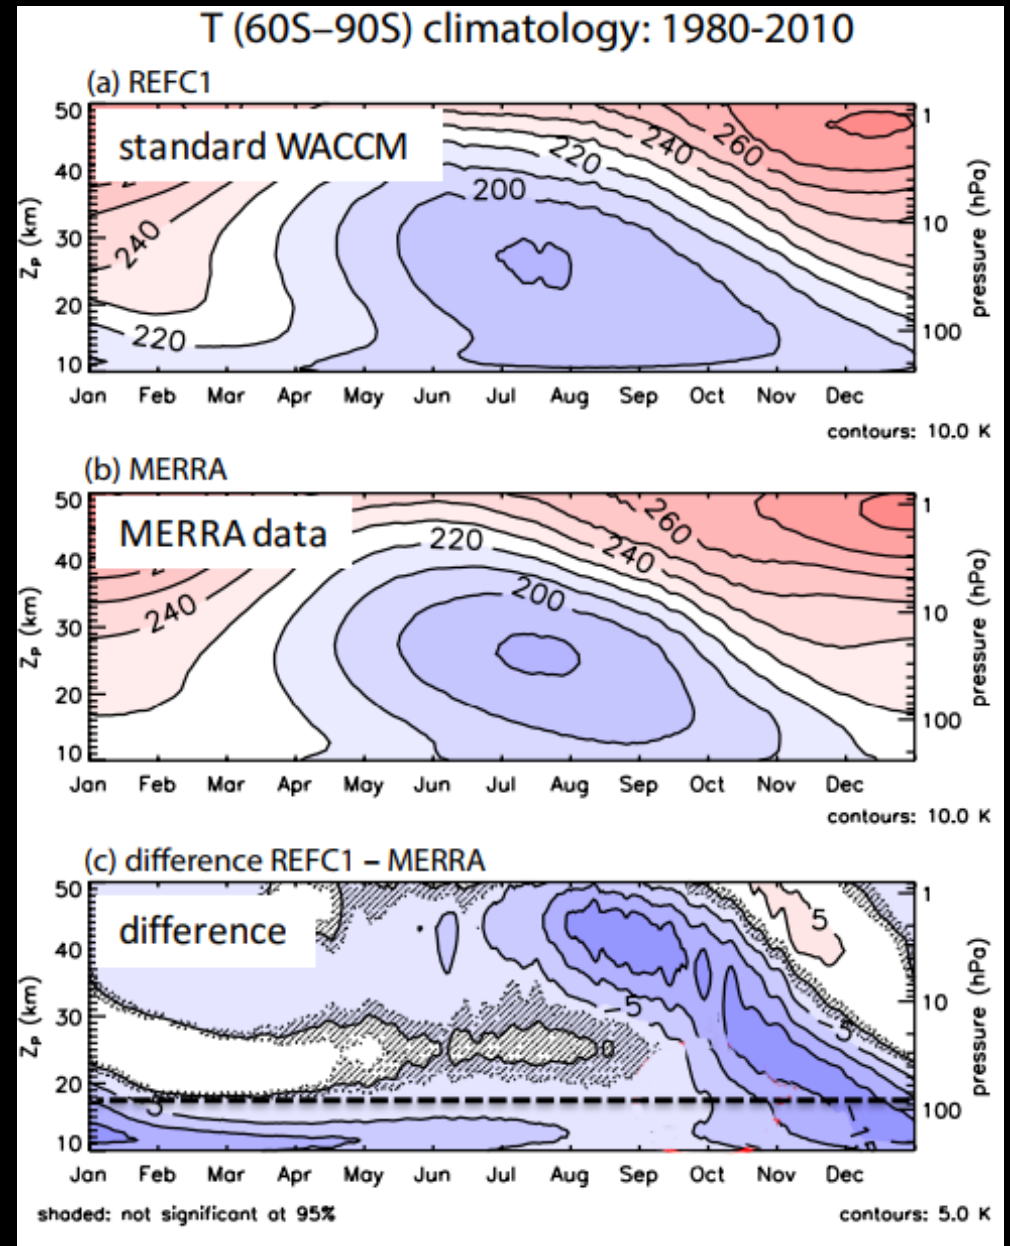 T (60S–90S) climatology: 1980-2010
(a) REFC1
standard WACCM
50
40
30
20
10
Zp (km)
240
220
200
220
240
260
1
10
100
pressure (hPa)
Jan Feb Mar Apr May Jun Jul Aug Sep Oct Nov Dec
contours: 10.0 K
(b) MERRA
MERRA data
50
40
30
20
10
Zp (km)
240
220
200
240
260
1
10
100
pressure (hPa)
Jan Feb Mar Apr May Jun Jul Aug Sep Oct Nov Dec
contours: 10.0 K
(c) difference REFC1 – MERRA
difference
50
40
30
20
10
Zp (km)
0
-5
5
-5
1
10
100
pressure (hPa)
Jan Feb Mar Apr May Jun Jul Aug Sep Oct Nov Dec
shaded: not significant at 95%
contours: 5.0 K